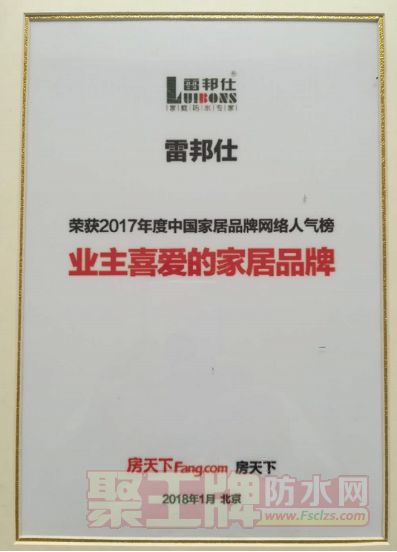 雷邦仕®
LUIBONS
家庭防水专家
雷邦仕
荣获2017年度中国家居品牌网络人气榜
业主喜爱的家居品牌
房天下Fang.com 房天下
2018年1月 北京
聚王牌防水网
www.Fsclzs.com